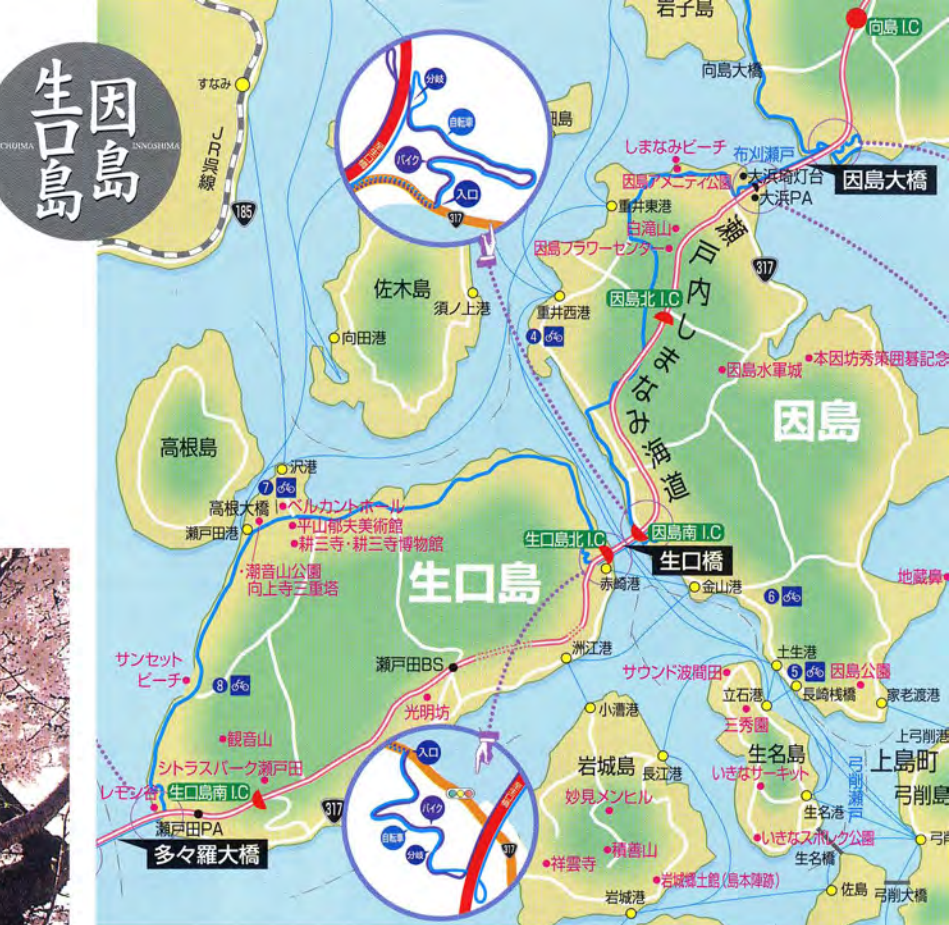 因島
生口島
INNOSHIMA
岩子島
向島 I.C
向島大橋
すなみ
JR呉線
185
分岐
自転車
バイク
入口
317
しまなみビーチ
布刈瀬戸
因島アメニティ公園
大浜埼灯台
大浜PA
因島大橋
重井東港
白滝山
因島フラワーセンター
317
瀬戸内しまなみ海道
佐木島
須ノ上港
向田港
重井西港
4
因島北 I.C
因島水軍城
本因坊秀策囲碁記念
因島
高根島
沢港
7
高根大橋
ベルカントホール
瀬戸田港
平山郁夫美術館
耕三寺・耕三寺博物館
潮音山公園
向上寺三重塔
生口島
生口島北 I.C
因島南 I.C
生口橋
赤崎港
金山港
6
地蔵鼻
洲江港
瀬戸田BS
光明坊
サンセット
ビーチ
8
観音山
シトラスパーク瀬戸田
レモン谷
生口島南 I.C
瀬戸田PA
317
多々羅大橋
入口
バイク
自転車
分岐
317
土生港
5
因島公園
長崎桟橋
家老渡港
サウンド波間田
立石港
三秀園
小漕港
岩城島
長江港
生名島
いきなサーキット
妙見メンヒル
生名港
いきなスポレク公園
生名橋
積善山
祥雲寺
岩城郷土館(島本陣跡)
岩城港
佐島
弓削大橋
上弓削港
上島町
弓削瀬戸
弓削島
弓削